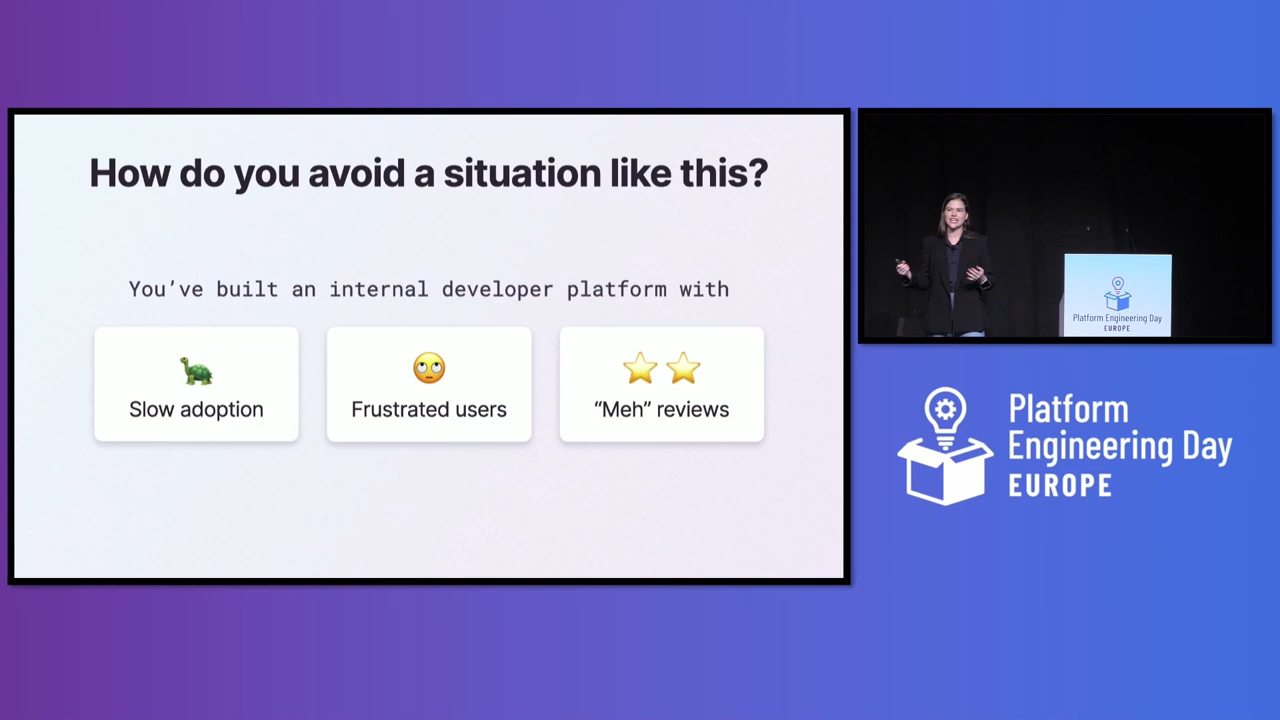 How do you avoid a situation like this?
You’ve built an internal developer platform with
Slow adoption
Frustrated users
“Meh” reviews
Platform Engineering Day
EUROPE
Platform
Engineering Day
EUROPE